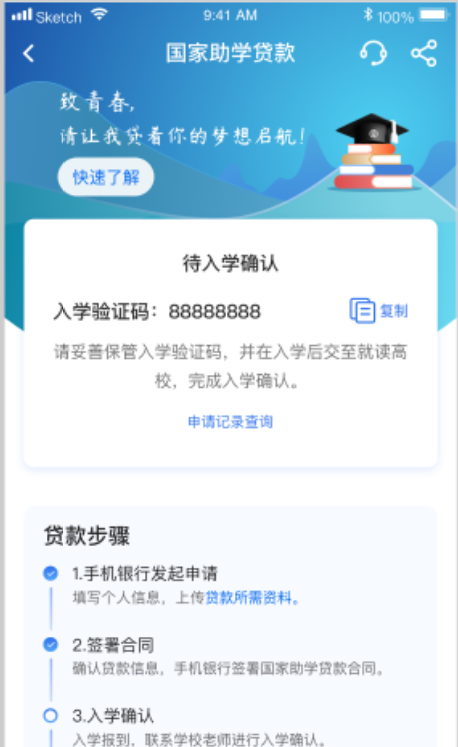 Sketch 9:41 AM 100%
国家助学贷款
致青春，
请让我贷着你的梦想启航！
快速了解
待入学确认
入学验证码：88888888 复制
请妥善保管入学验证码，并在入学后交至就读高
校，完成入学确认。
申请记录查询
贷款步骤
1.手机银行发起申请
填写个人信息，上传贷款所需资料。
2.签署合同
确认贷款信息，手机银行签署国家助学贷款合同。
3.入学确认
入学报到，联系学校老师进行入学确认。